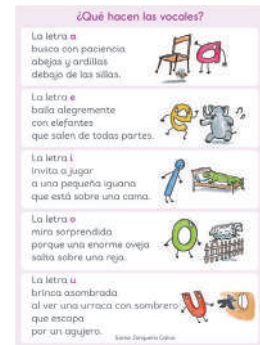 ¿Qué hacen las vocales?
La letra a
busca con paciencia
abejas y ardillas
debajo de las sillas.
La letra e
baila alegremente
con elefantes
que salen de todas partes.
La letra i
invita a jugar
a una pequeña iguana
que está sobre una cama.
La letra o
mira sorprendida
porque una enorme oveja
salta sobre una reja.
La letra u
brinca asombrada
al ver una urraca con sombrero
que escapa
por un agujero.